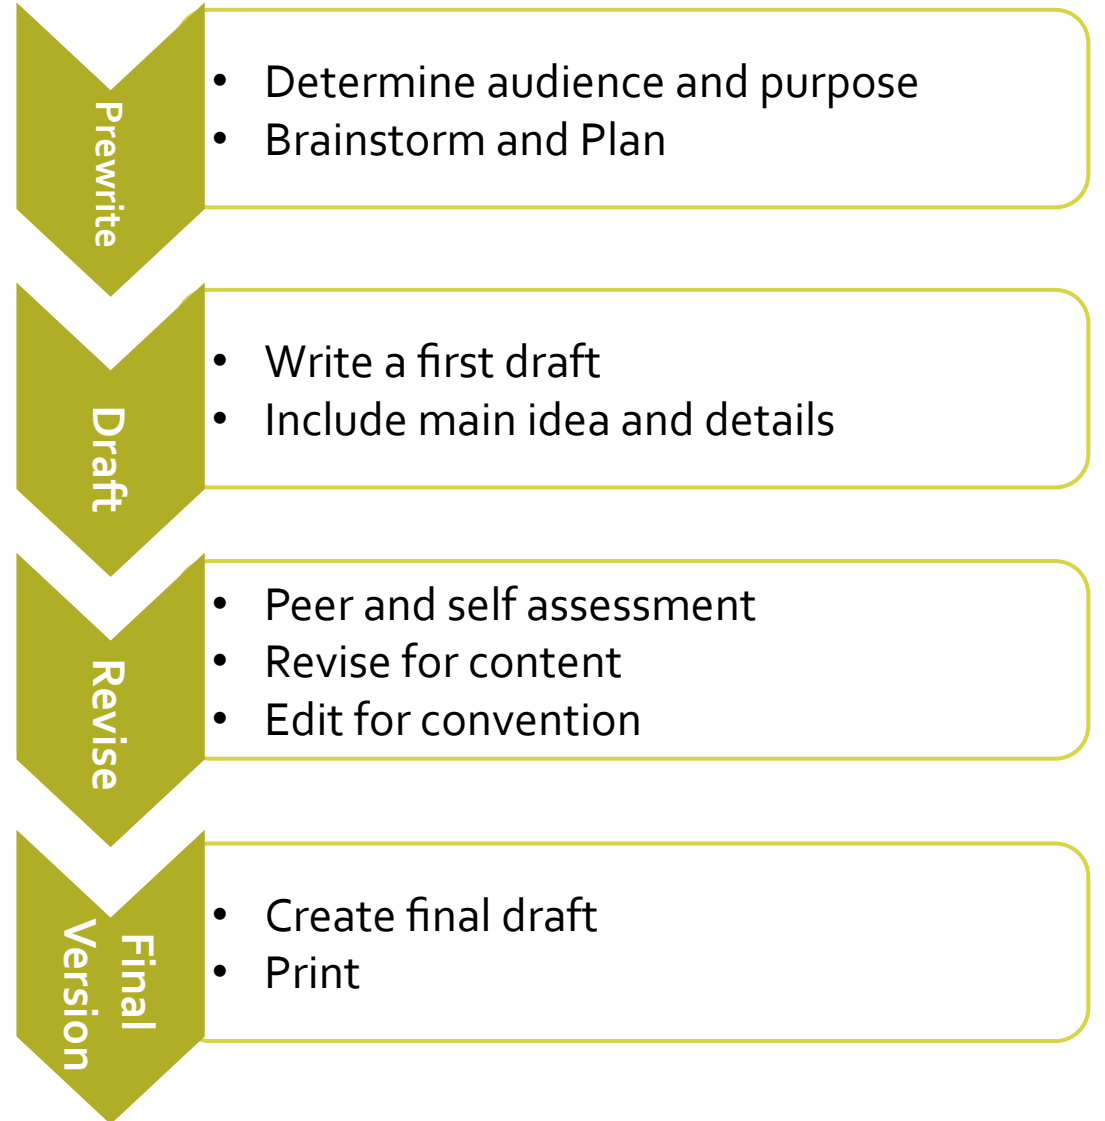 Prewrite
• Determine audience and purpose
• Brainstorm and Plan
Draft
• Write a first draft
• Include main idea and details
Revise
• Peer and self assessment
• Revise for content
• Edit for convention
Final
Version
• Create final draft
• Print